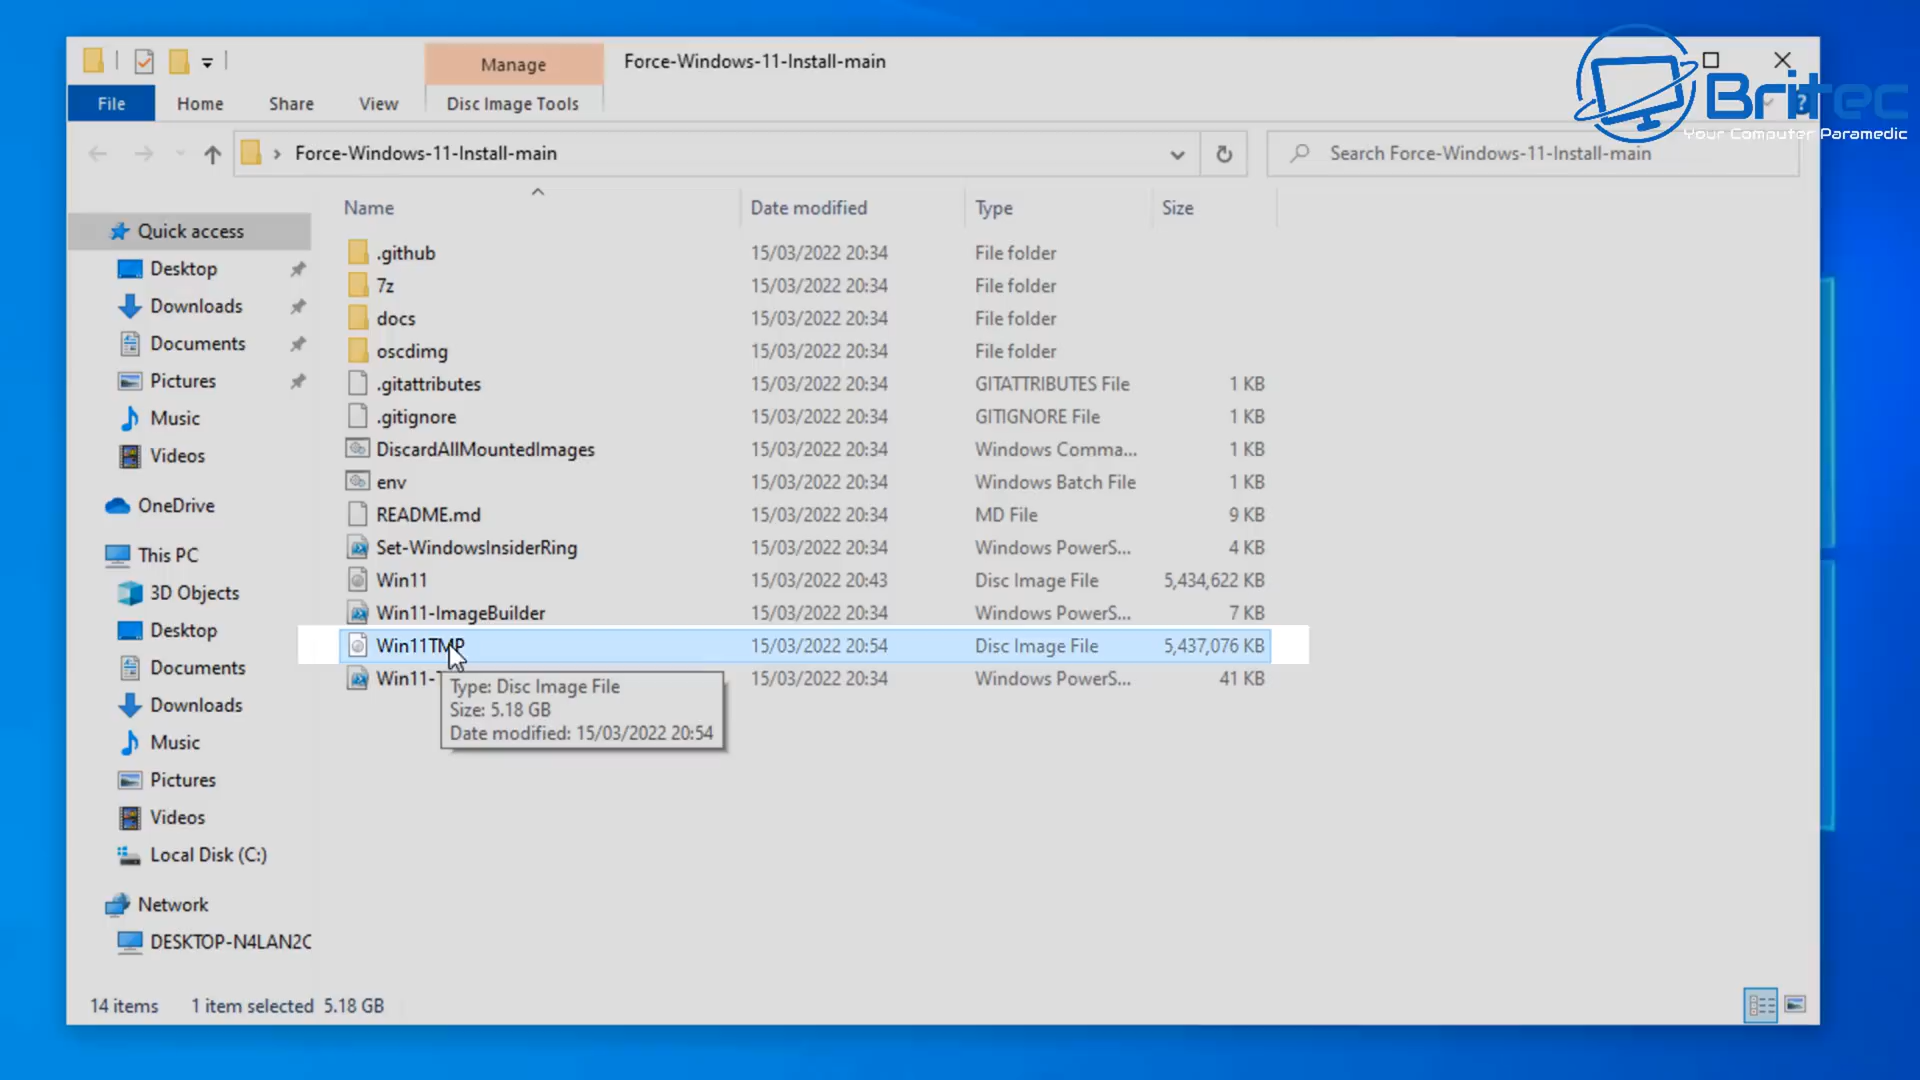 Manage
Force-Windows-11-Install-main
File
Home
Share
View
Disc Image Tools
Britec
Your Computer Paramedic
Force-Windows-11-Install-main
Search Force-Windows-11-Install-main
Name
Date modified
Type
Size
Quick access
Desktop
Downloads
Documents
Pictures
Music
Videos
OneDrive
This PC
3D Objects
Desktop
Documents
Downloads
Music
Pictures
Videos
Local Disk (C:)
Network
DESKTOP-N4LAN2C
.github 15/03/2022 20:34 File folder
7z 15/03/2022 20:34 File folder
docs 15/03/2022 20:34 File folder
oscdimg 15/03/2022 20:34 File folder
.gitattributes 15/03/2022 20:34 GITATTRIBUTES File 1 KB
.gitignore 15/03/2022 20:34 GITIGNORE File 1 KB
DiscardAllMountedImages 15/03/2022 20:34 Windows Comma... 1 KB
env 15/03/2022 20:34 Windows Batch File 1 KB
README.md 15/03/2022 20:34 MD File 9 KB
Set-WindowsInsiderRing 15/03/2022 20:34 Windows PowerS... 4 KB
Win11 15/03/2022 20:43 Disc Image File 5,434,622 KB
Win11-ImageBuilder 15/03/2022 20:34 Windows PowerS... 7 KB
Win11TMP 15/03/2022 20:54 Disc Image File 5,437,076 KB
Win11- 15/03/2022 20:34 Windows PowerS... 41 KB
Type: Disc Image File
Size: 5.18 GB
Date modified: 15/03/2022 20:54
14 items 1 item selected 5.18 GB